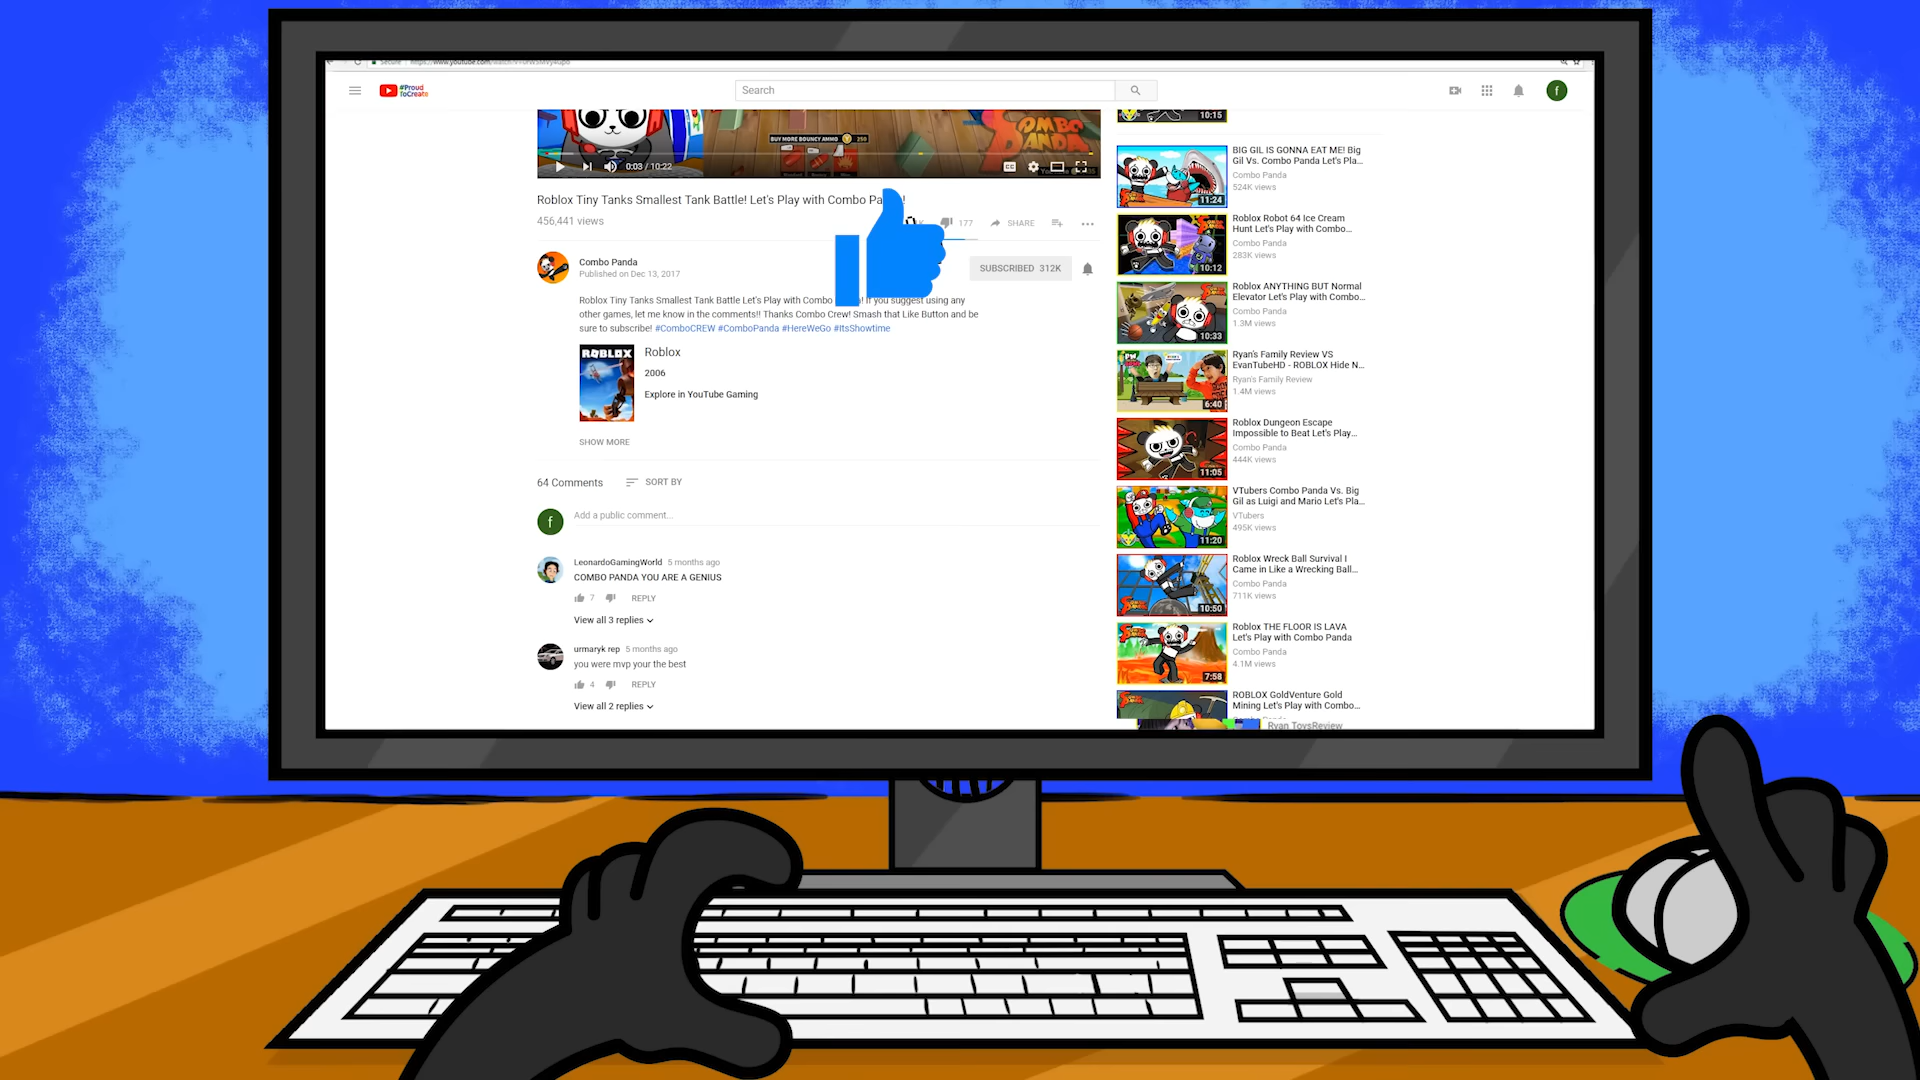 Secure
#Proud
ToCreate
Search
f
BUY MORE BOUNCY AMMO 250
COMBO
PANDA
0:03 / 10:22
CC
Roblox Tiny Tanks Smallest Tank Battle! Let's Play with Combo Pa
456,441 views
177 SHARE
Combo Panda
Published on Dec 13, 2017
SUBSCRIBED 312K
Roblox Tiny Tanks Smallest Tank Battle Let's Play with Combo ! If you suggest using any
other games, let me know in the comments!! Thanks Combo Crew! Smash that Like Button and be
sure to subscribe! #ComboCREW #ComboPanda #HereWeGo #ItsShowtime
ROBLOX
Roblox
2006
Explore in YouTube Gaming
SHOW MORE
64 Comments SORT BY
f
Add a public comment...
LeonardoGamingWorld 5 months ago
COMBO PANDA YOU ARE A GENIUS
7 REPLY
View all 3 replies
urmaryk rep 5 months ago
you were mvp your the best
4 REPLY
View all 2 replies
10:15
BIG GIL IS GONNA EAT ME! Big
Gil Vs. Combo Panda Let's Pla...
Combo Panda
524K views
11:24
Roblox Robot 64 Ice Cream
Hunt Let's Play with Combo...
Combo Panda
283K views
10:12
Roblox ANYTHING BUT Normal
Elevator Let's Play with Combo...
Combo Panda
1.3M views
10:33
Ryan's Family Review VS
EvanTubeHD - ROBLOX Hide N...
Ryan's Family Review
1.4M views
6:40
Roblox Dungeon Escape
Impossible to Beat Let's Play...
Combo Panda
444K views
11:05
VTubers Combo Panda Vs. Big
Gil as Luigi and Mario Let's Pla...
VTubers
495K views
11:20
Roblox Wreck Ball Survival I
Came in Like a Wrecking Ball...
Combo Panda
711K views
10:50
Roblox THE FLOOR IS LAVA
Let's Play with Combo Panda
Combo Panda
4.1M views
7:58
ROBLOX GoldVenture Gold
Mining Let's Play with Combo...
Ryan ToysReview